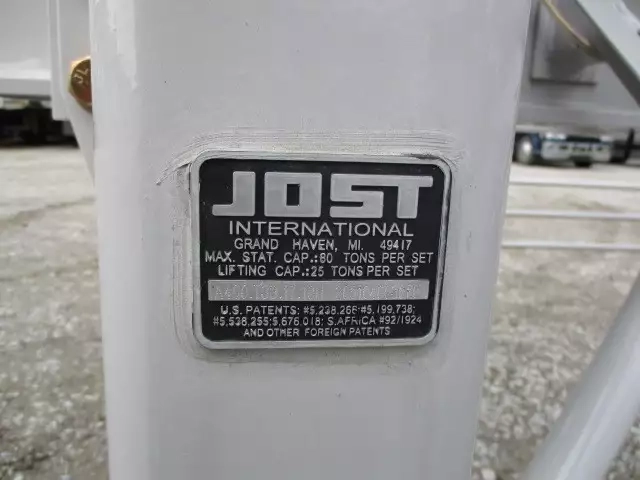 JOST
INTERNATIONAL
GRAND HAVEN, MI. 49417
MAX. STAT. CAP.:80 TONS PER SET
LIFTING CAP.:25 TONS PER SET
U.S. PATENTS: #5,238,266;#5,199,738;
#5,538,255;5,676,018; S.AFRICA #92/1924
AND OTHER FOREIGN PATENTS